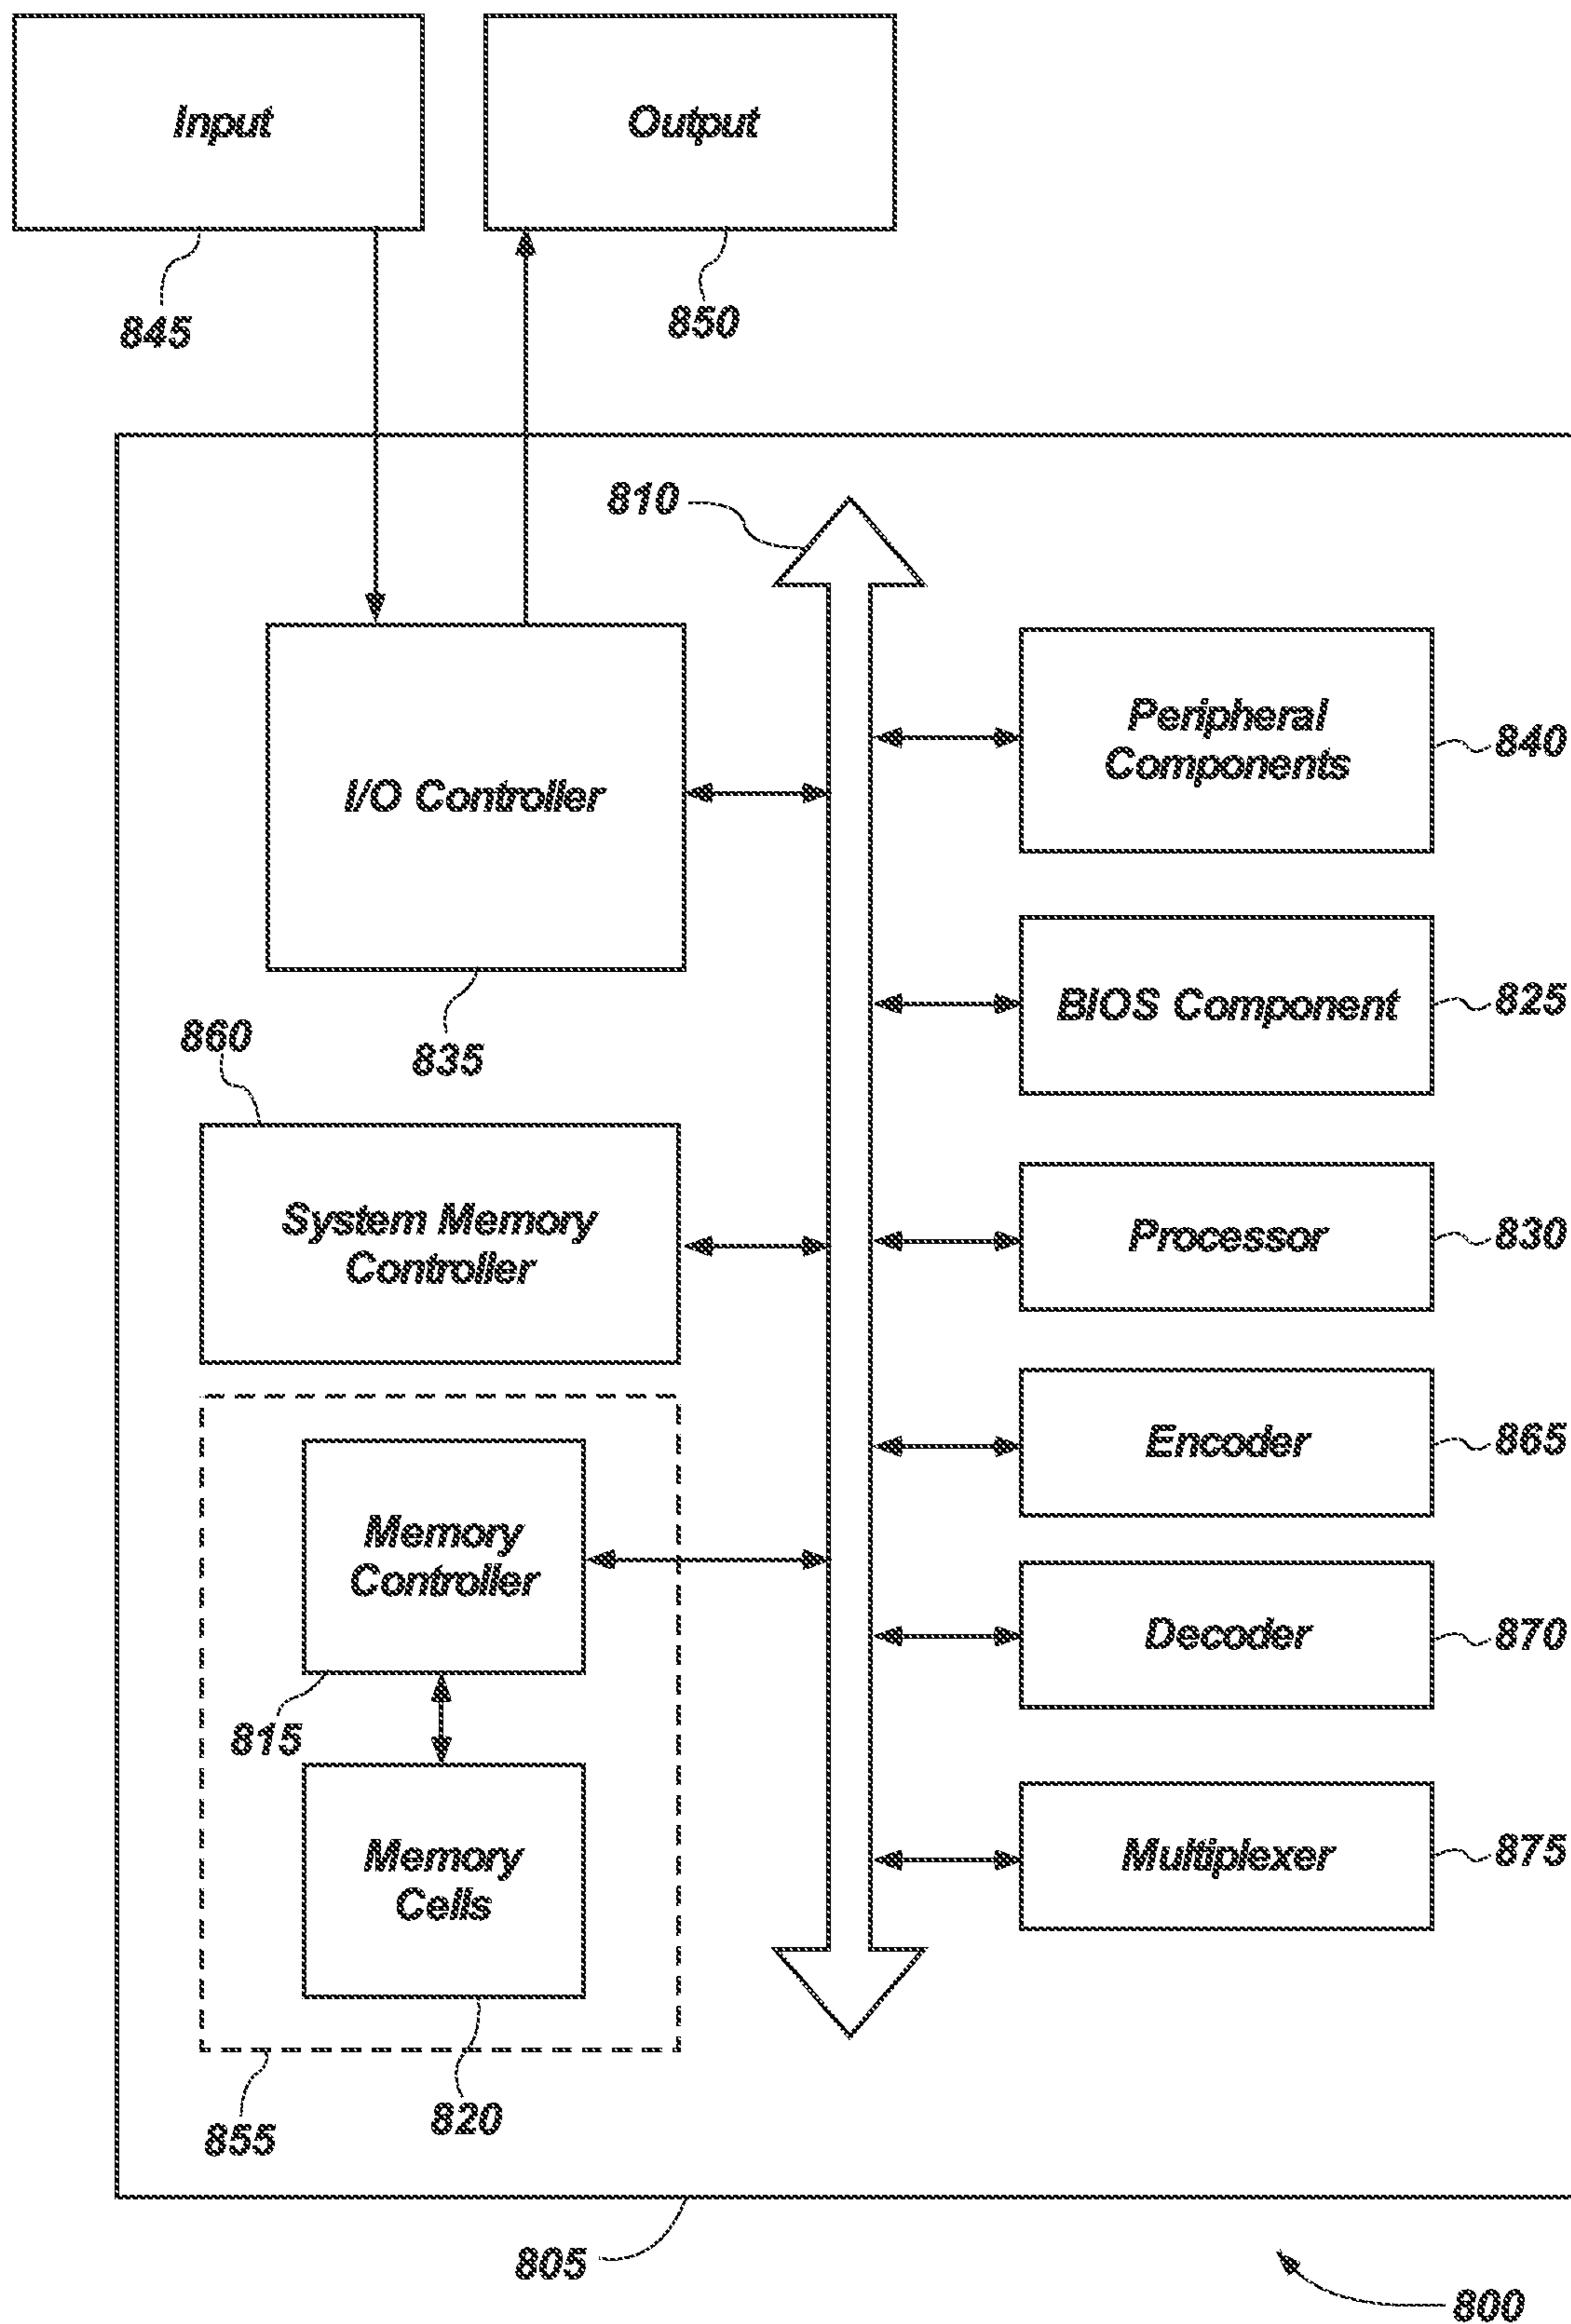 Input
Output
845
850
810
Peripheral
Components
840
I/O Controller
BIOS Component
825
860
835
System Memory
Controller
Processor
830
Encoder
865
Memory
Controller
Decoder
870
815
Memory
Cells
Multiplexer
875
855
820
805
800